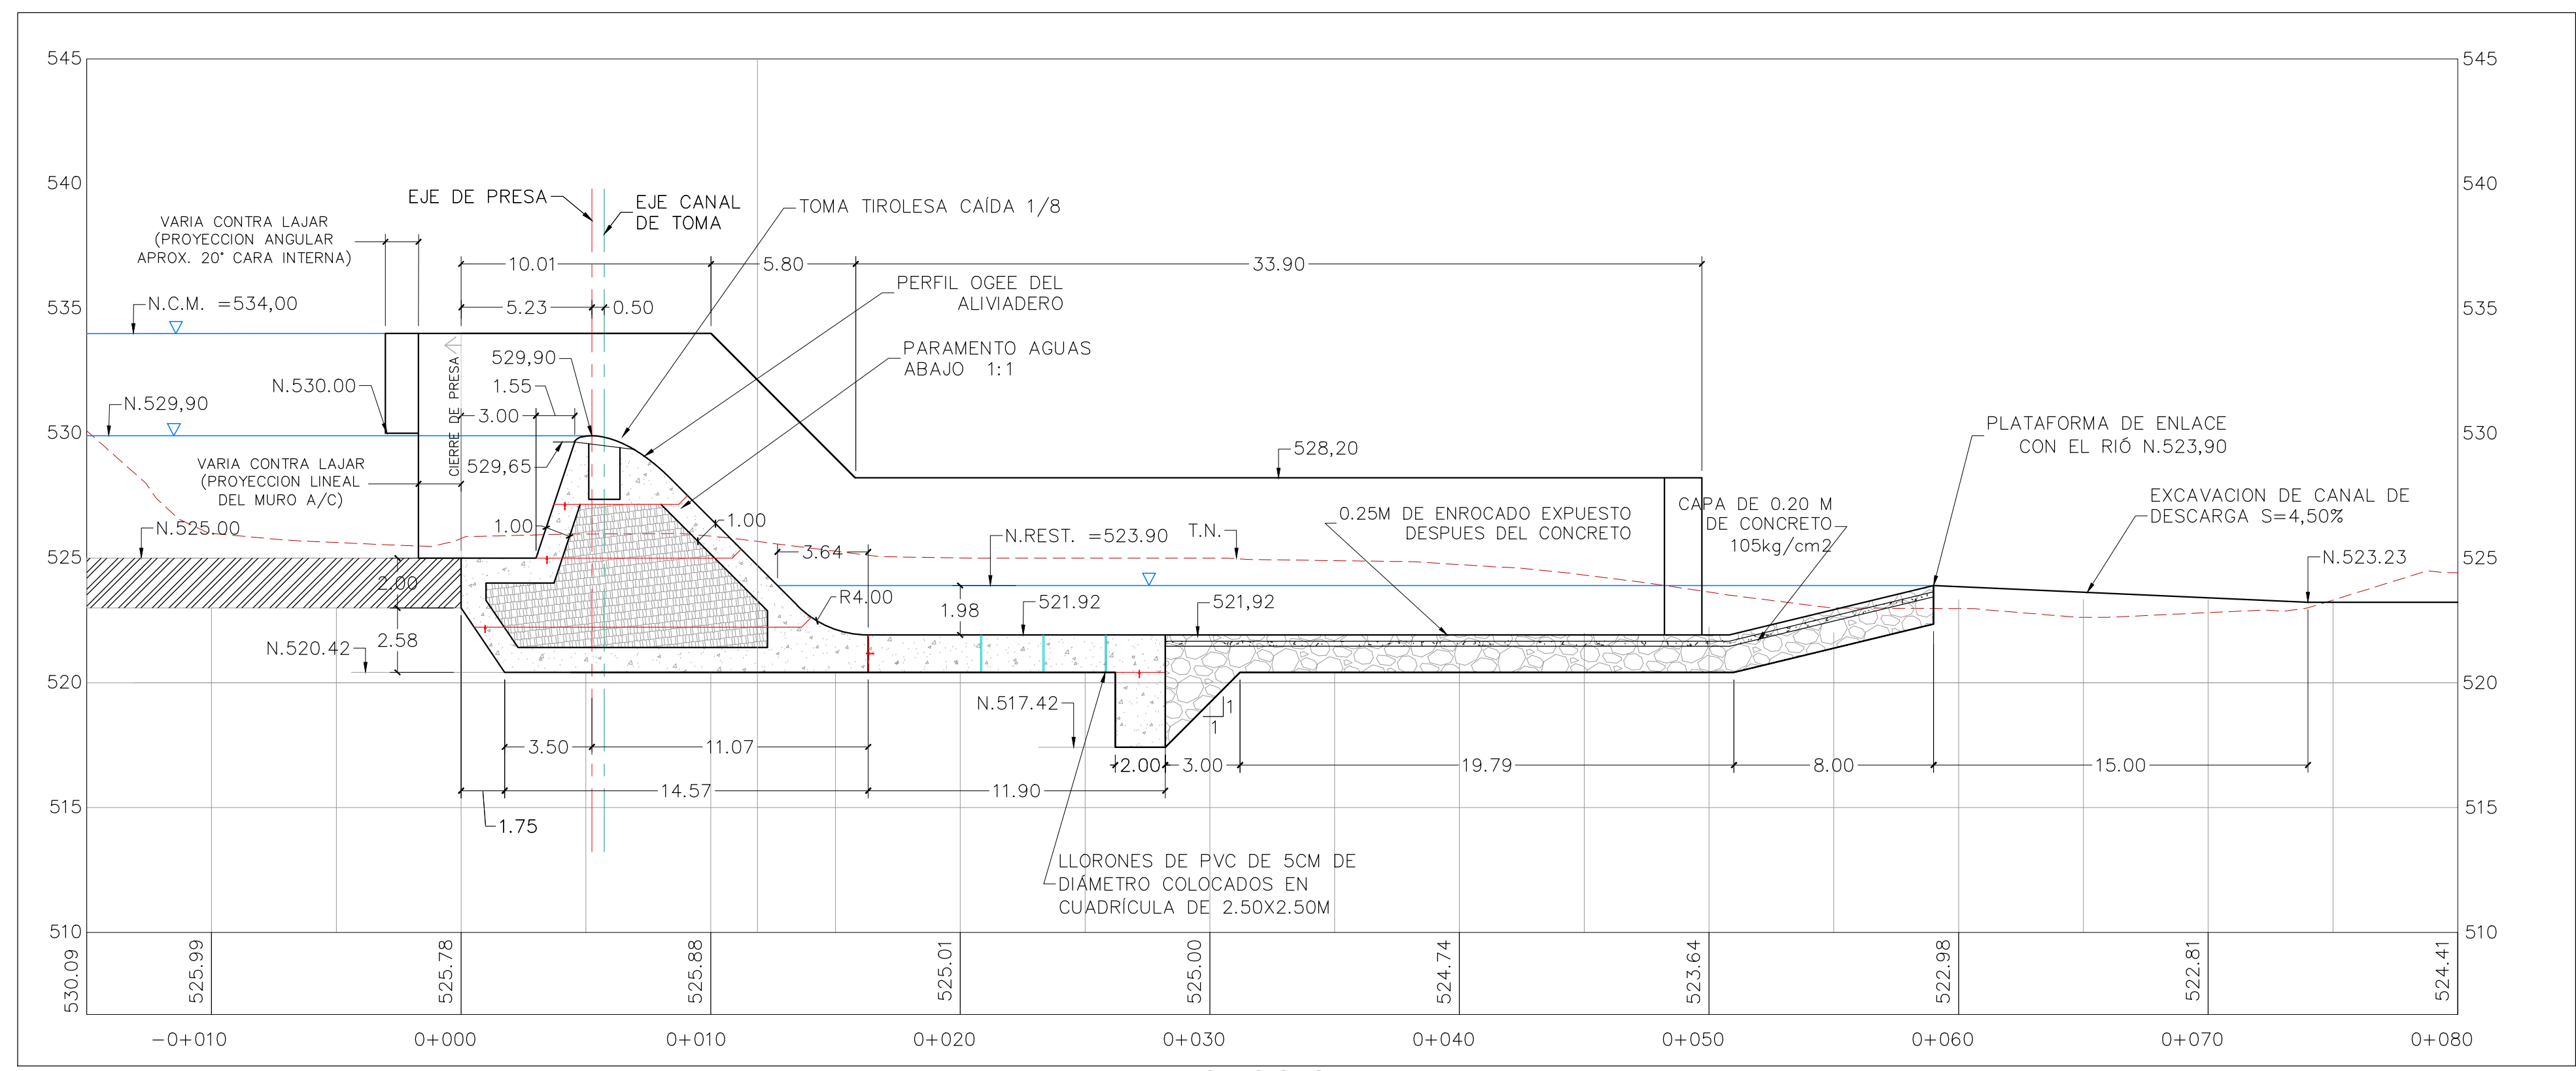 545
545
540
540
535
535
530
530
525
525
520
520
515
515
510
510
EJE DE PRESA
EJE CANAL
DE TOMA
TOMA TIROLESA CAÍDA 1/8
VARIA CONTRA LAJAR
(PROYECCION ANGULAR
APROX. 20° CARA INTERNA)
10.01
5.80
33.90
PERFIL OGEE DEL
ALIVIADERO
N.C.M. =534,00
5.23
0.50
PARAMENTO AGUAS
ABAJO 1:1
529,90
N.530.00
1.55
N.529,90
3.00
CIERRE DE PRESA
529,65
528,20
PLATAFORMA DE ENLACE
CON EL RIÓ N.523,90
VARIA CONTRA LAJAR
(PROYECCION LINEAL
DEL MURO A/C)
EXCAVACION DE CANAL DE
DESCARGA S=4,50%
CAPA DE 0.20 M
DE CONCRETO
105kg/cm2
0.25M DE ENROCADO EXPUESTO
DESPUES DEL CONCRETO
N.525.00
1.00
1.00
N.REST. =523.90
T.N.
3.64
N.523.23
2.00
R4.00
1.98
521.92
521,92
2.58
N.520.42
N.517.42
1
1
3.50
11.07
2.00
3.00
19.79
8.00
15.00
14.57
11.90
1.75
LLORONES DE PVC DE 5CM DE
DIÁMETRO COLOCADOS EN
CUADRÍCULA DE 2.50X2.50M
530.09
525.99
525.78
525.88
525.01
525.00
524.74
523.64
522.98
522.81
524.41
-0+010
0+000
0+010
0+020
0+030
0+040
0+050
0+060
0+070
0+080